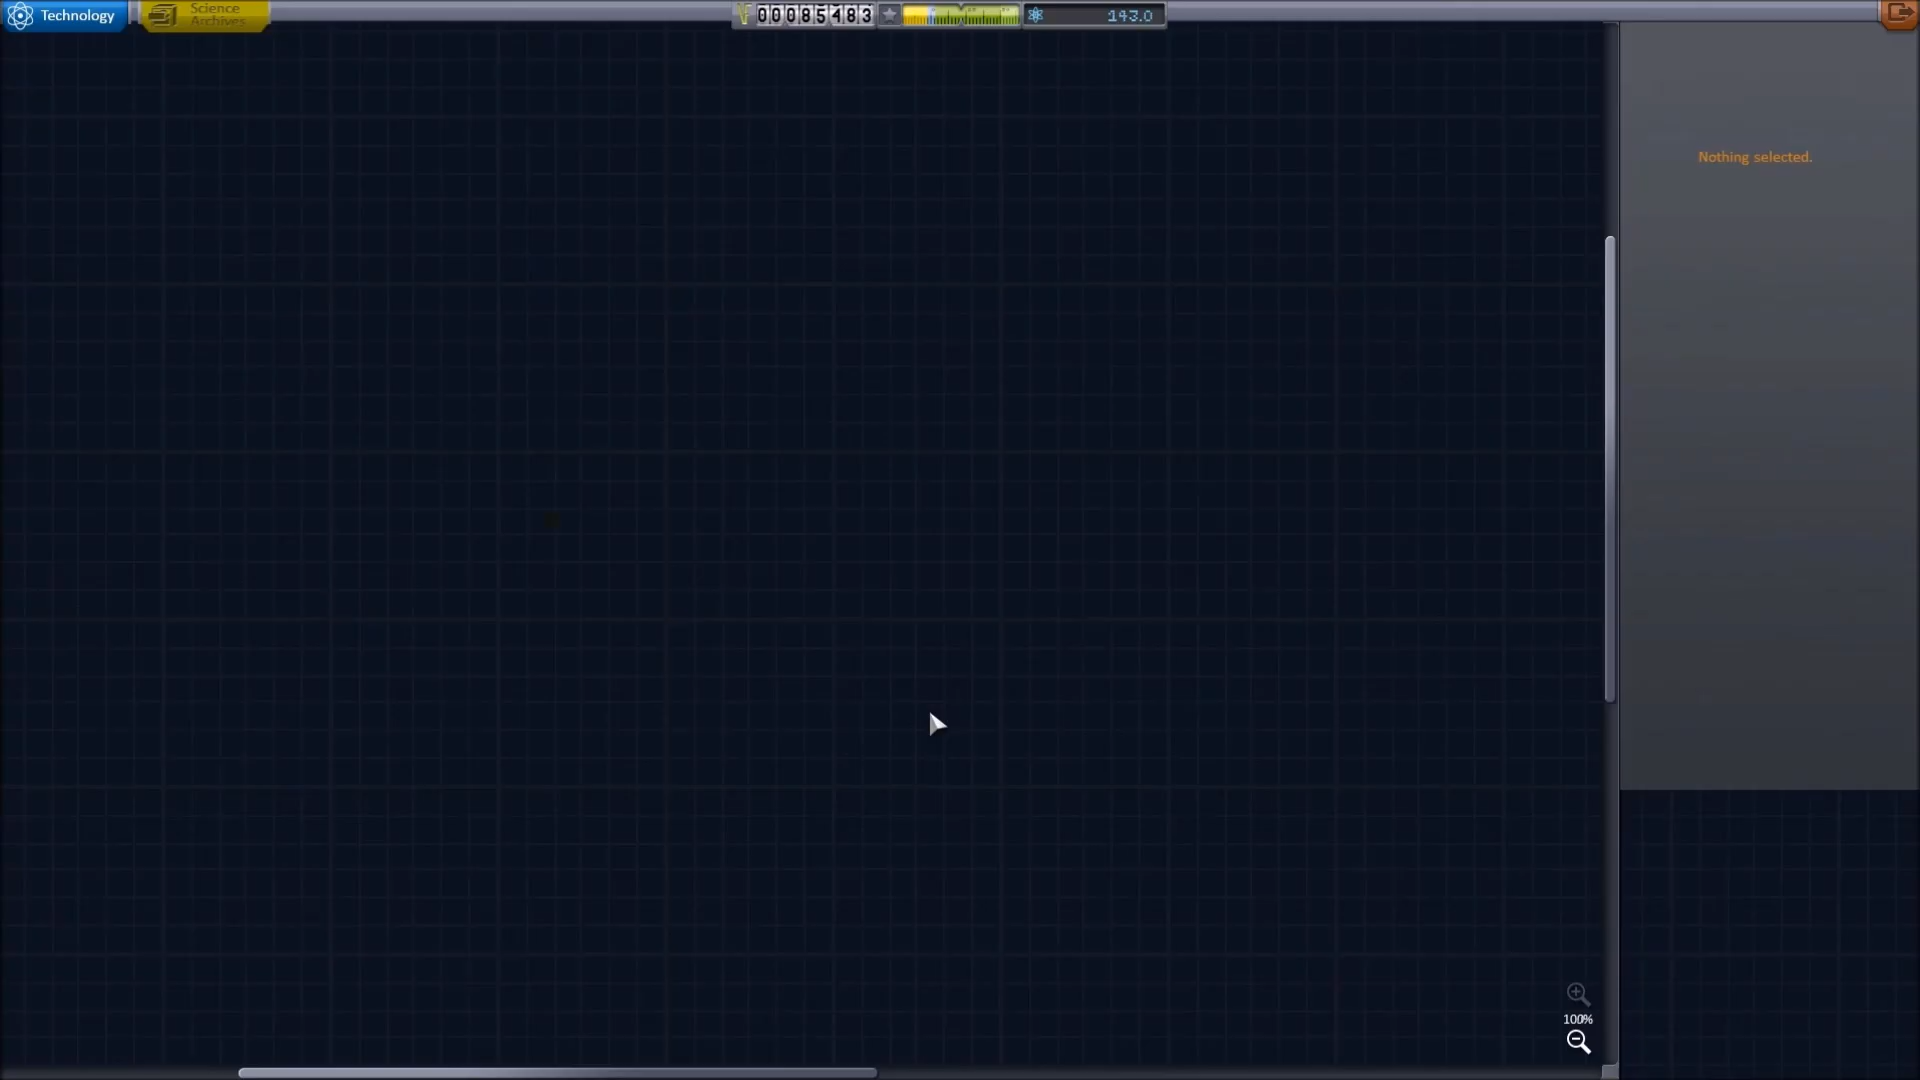 Technology
Science
Archives
00085483
143.0
Nothing selected.
100%